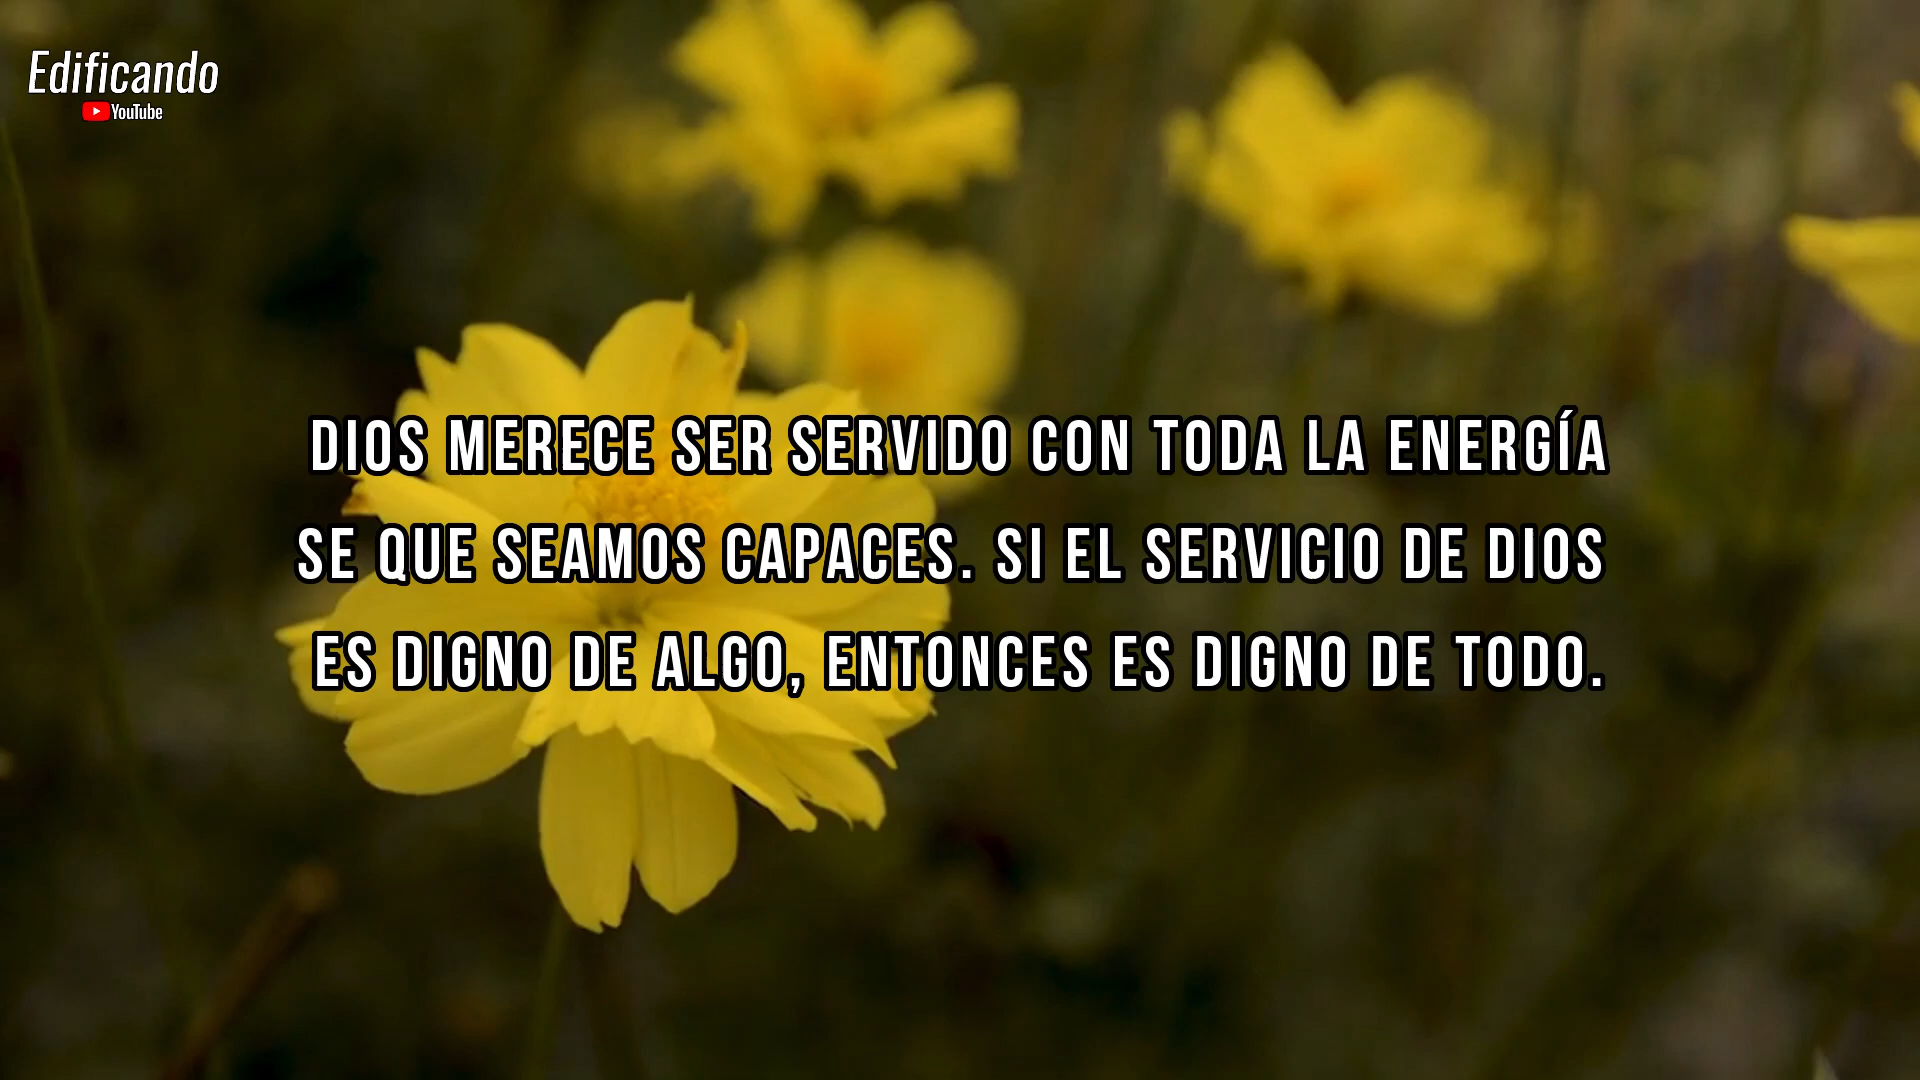 Edificando
YouTube
DIOS MERECE SER SERVIDO CON TODA LA ENERGÍA
SE QUE SEAMOS CAPACES. SI EL SERVICIO DE DIOS
ES DIGNO DE ALGO, ENTONCES ES DIGNO DE TODO.